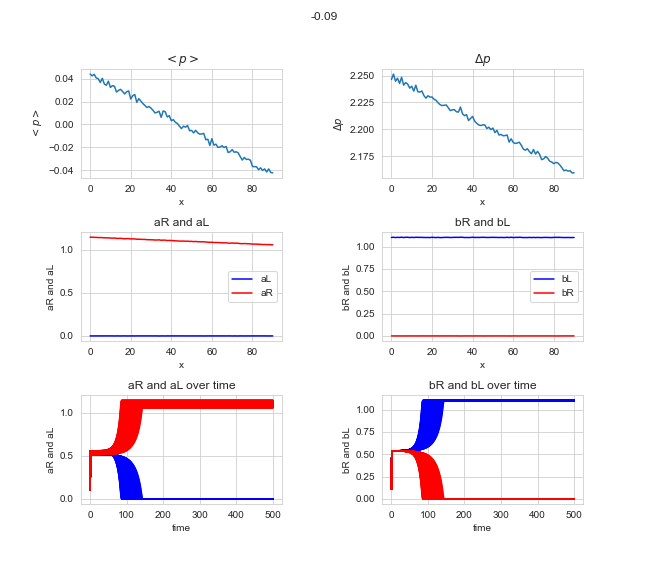 -0.09
< p >
Δp
0.04
0.02
0.00
−0.02
−0.04
< p >
0 20 40 60 80
x
2.250
2.225
2.200
2.175
Δp
0 20 40 60 80
x
aR and aL
bR and bL
1.0
0.5
0.0
aR and aL
aL
aR
0 20 40 60 80
x
1.00
0.75
0.50
0.25
0.00
bR and bL
bL
bR
0 20 40 60 80
x
aR and aL over time
bR and bL over time
1.0
0.5
0.0
aR and aL
0 100 200 300 400 500
time
1.00
0.75
0.50
0.25
0.00
bR and bL
0 100 200 300 400 500
time